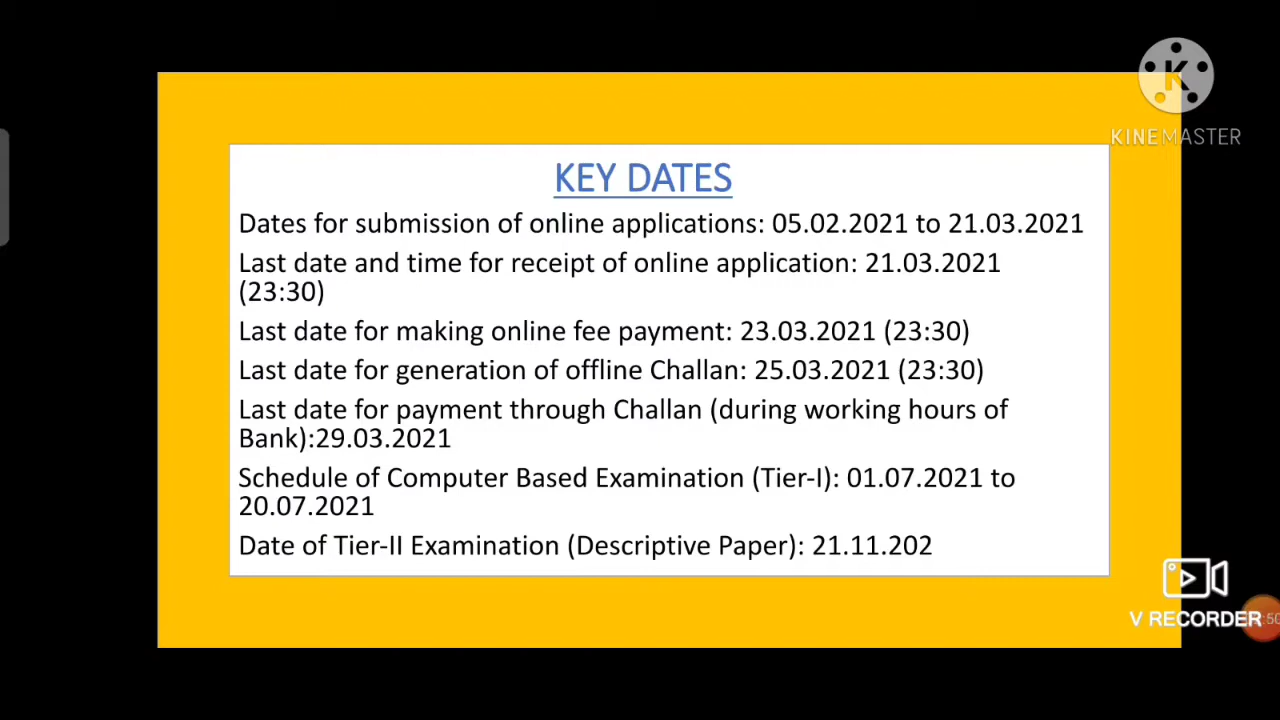 KINEMASTER
KEY DATES
Dates for submission of online applications: 05.02.2021 to 21.03.2021
Last date and time for receipt of online application: 21.03.2021
(23:30)
Last date for making online fee payment: 23.03.2021 (23:30)
Last date for generation of offline Challan: 25.03.2021 (23:30)
Last date for payment through Challan (during working hours of
Bank):29.03.2021
Schedule of Computer Based Examination (Tier-I): 01.07.2021 to
20.07.2021
Date of Tier-II Examination (Descriptive Paper): 21.11.202
V RECORDER